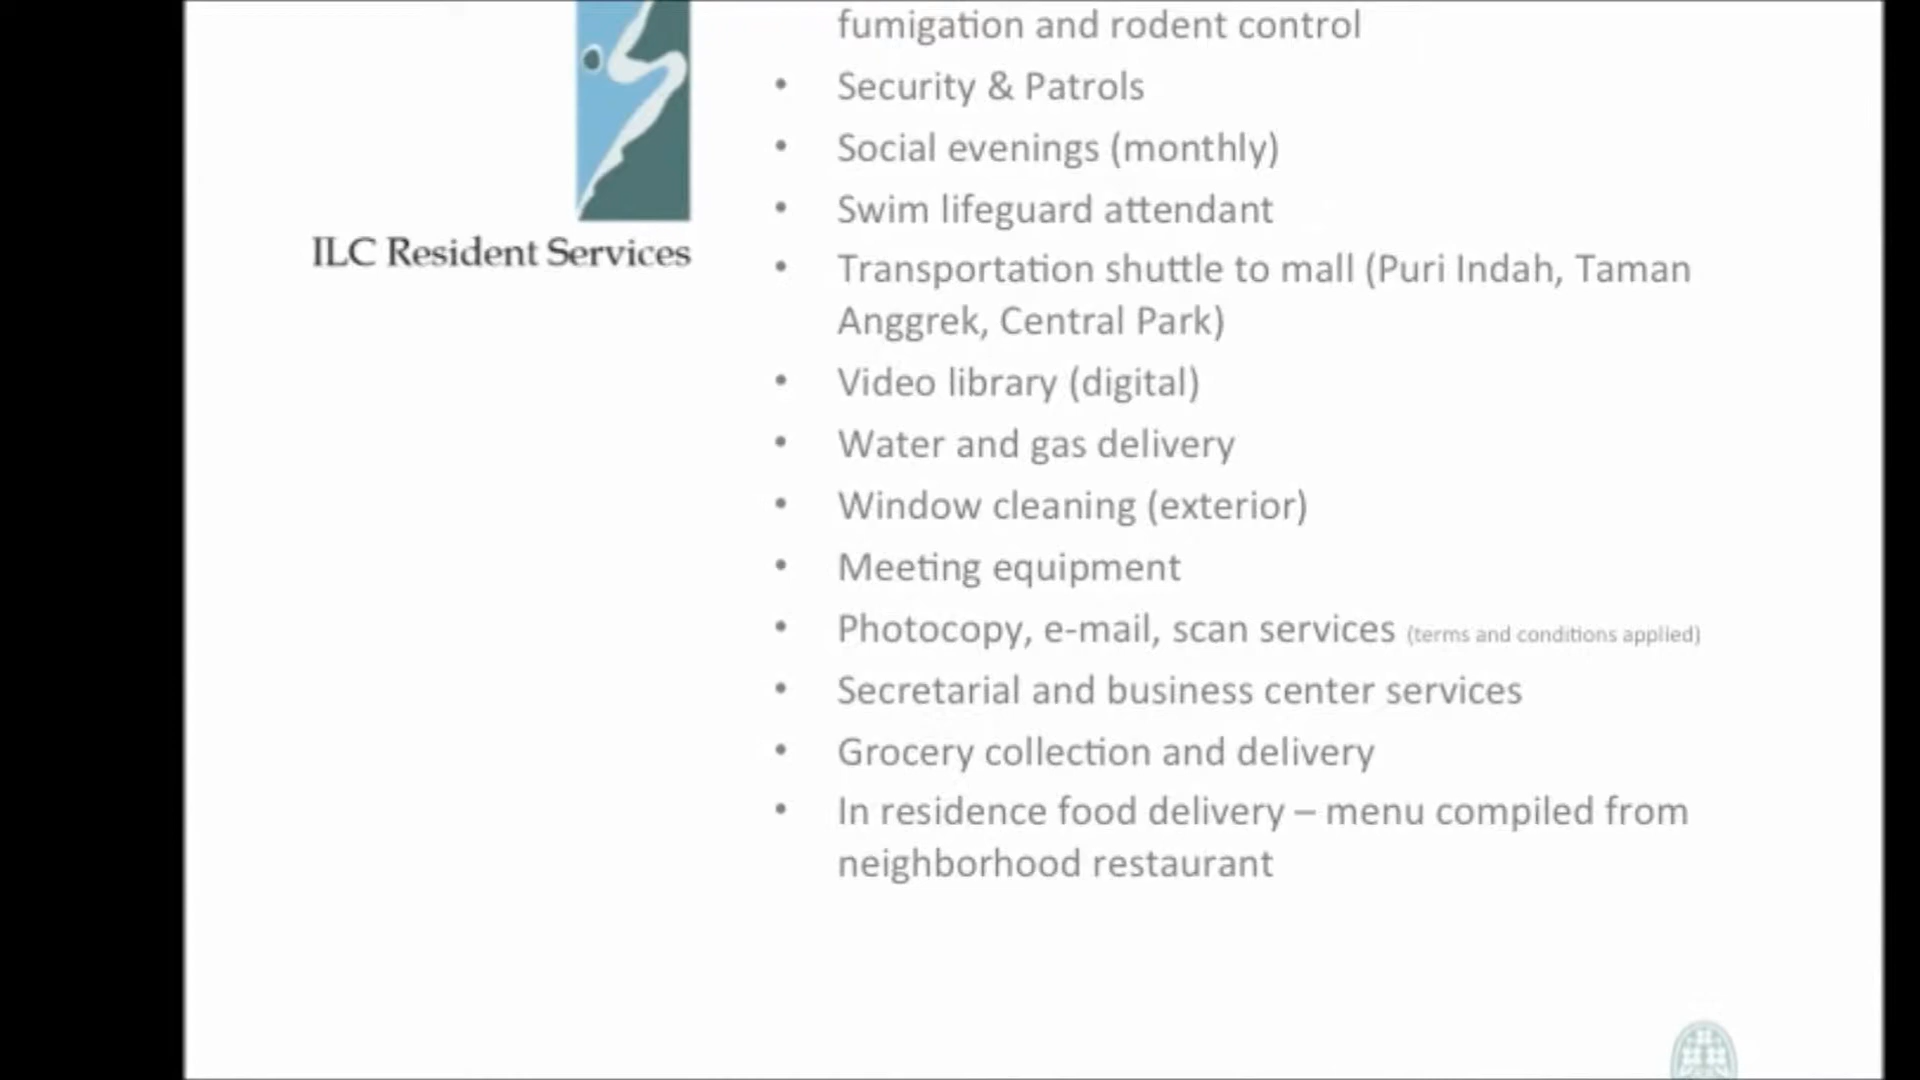 fumigation and rodent control
• Security & Patrols
• Social evenings (monthly)
• Swim lifeguard attendant
ILC Resident Services
• Transportation shuttle to mall (Puri Indah, Taman
Anggrek, Central Park)
• Video library (digital)
• Water and gas delivery
• Window cleaning (exterior)
• Meeting equipment
• Photocopy, e-mail, scan services (terms and conditions applied)
• Secretarial and business center services
• Grocery collection and delivery
• In residence food delivery – menu compiled from
neighborhood restaurant